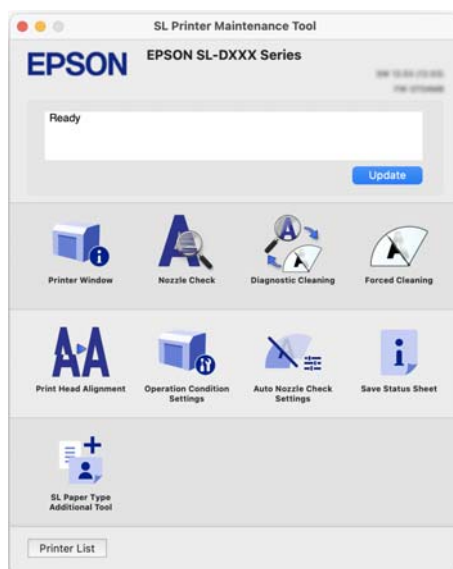 SL Printer Maintenance Tool
EPSON
EPSON SL-DXXX Series
Ready
Update
Printer Window
Nozzle Check
Diagnostic Cleaning
Forced Cleaning
Print Head Alignment
Operation Condition
Settings
Auto Nozzle Check
Settings
Save Status Sheet
SL Paper Type
Additional Tool
Printer List